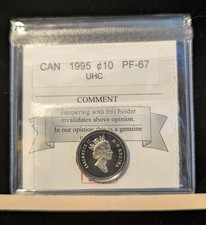 CAN 1995 ¢10 PF-67
UHC
COMMENT
Tampering with this holder
invalidates above opinion.
In our opinion this is a genuine